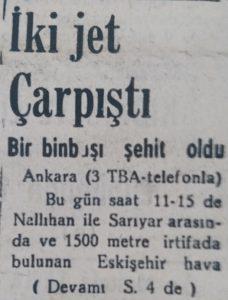 İki jet
Çarpıştı
Bir binbaşı şehit oldu
Ankara (3 TBA-telefonla)
Bu gün saat 11-15 de
Nallıhan ile Sarıyar arasın-
da ve 1500 metre irtifada
bulunan Eskişehir hava
( Devamı S. 4 de )